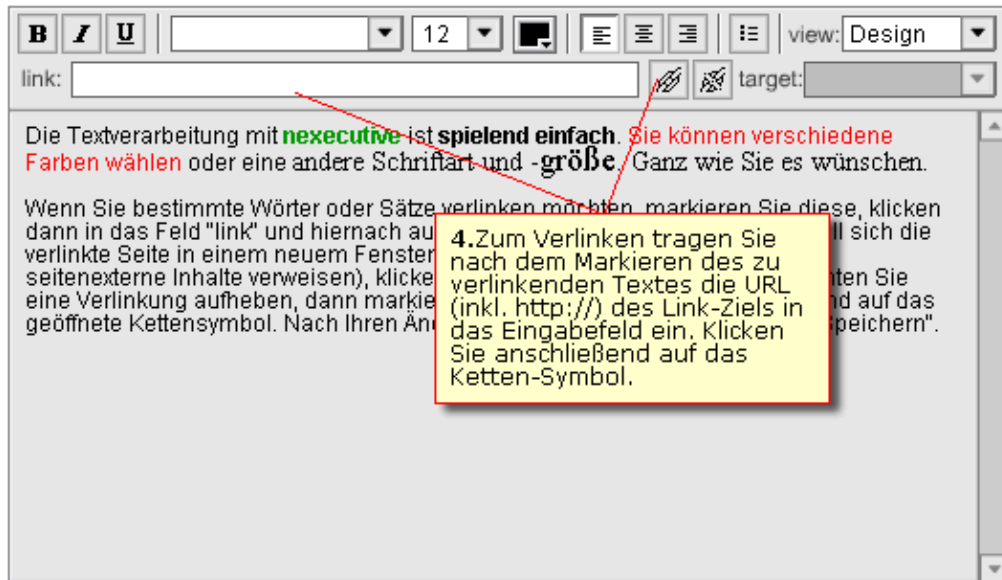 B I U 12 view: Design
link: target:
Die Textverarbeitung mit nexecutive ist spielend einfach. Sie können verschiedene
Farben wählen oder eine andere Schriftart und -größe. Ganz wie Sie es wünschen.
Wenn Sie bestimmte Wörter oder Sätze verlinken möchten, markieren Sie diese, klicken
dann in das Feld "link" und hiernach au ll sich die
verlinkte Seite in einem neuem Fenster
seitenexterne Inhalte verweisen), klicke ten Sie
eine Verlinkung aufheben, dann markie nd auf das
geöffnete Kettensymbol. Nach Ihren Än peichern".
4.Zum Verlinken tragen Sie
nach dem Markieren des zu
verlinkenden Textes die URL
(inkl. http://) des Link-Ziels in
das Eingabefeld ein. Klicken
Sie anschließend auf das
Ketten-Symbol.